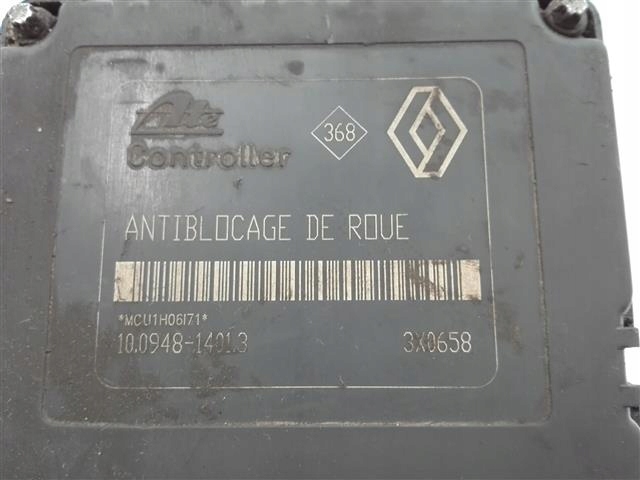 Ate
Controller
368
ANTIBLOCAGE DE ROUE
*MCU1H06I71*
10.0948-1401.3 3X0658